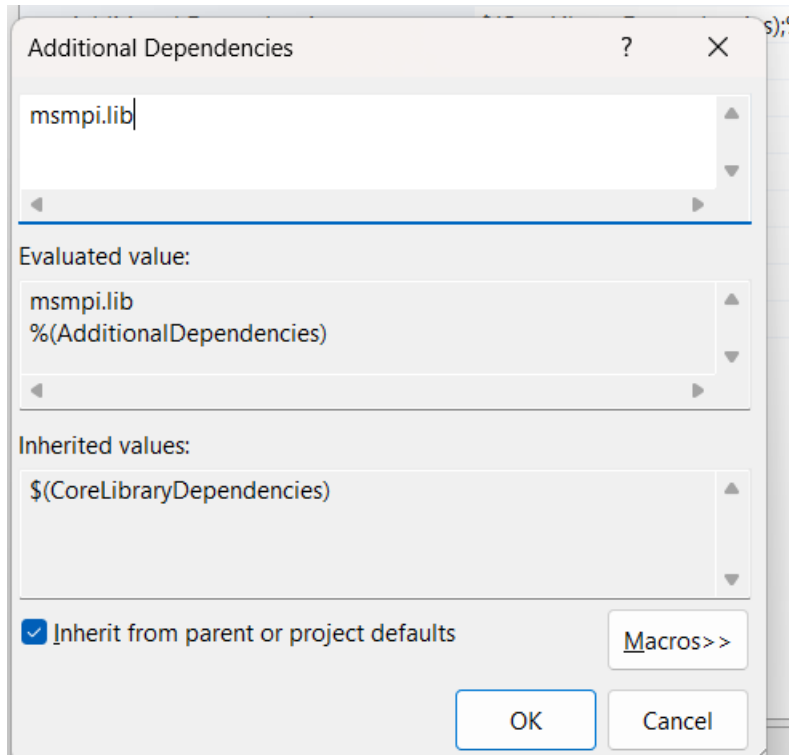 Additional Dependencies ?
msmpi.lib
Evaluated value:
msmpi.lib
%(AdditionalDependencies)
Inherited values:
$(CoreLibraryDependencies)
Inherit from parent or project defaults
Macros>>
OK Cancel